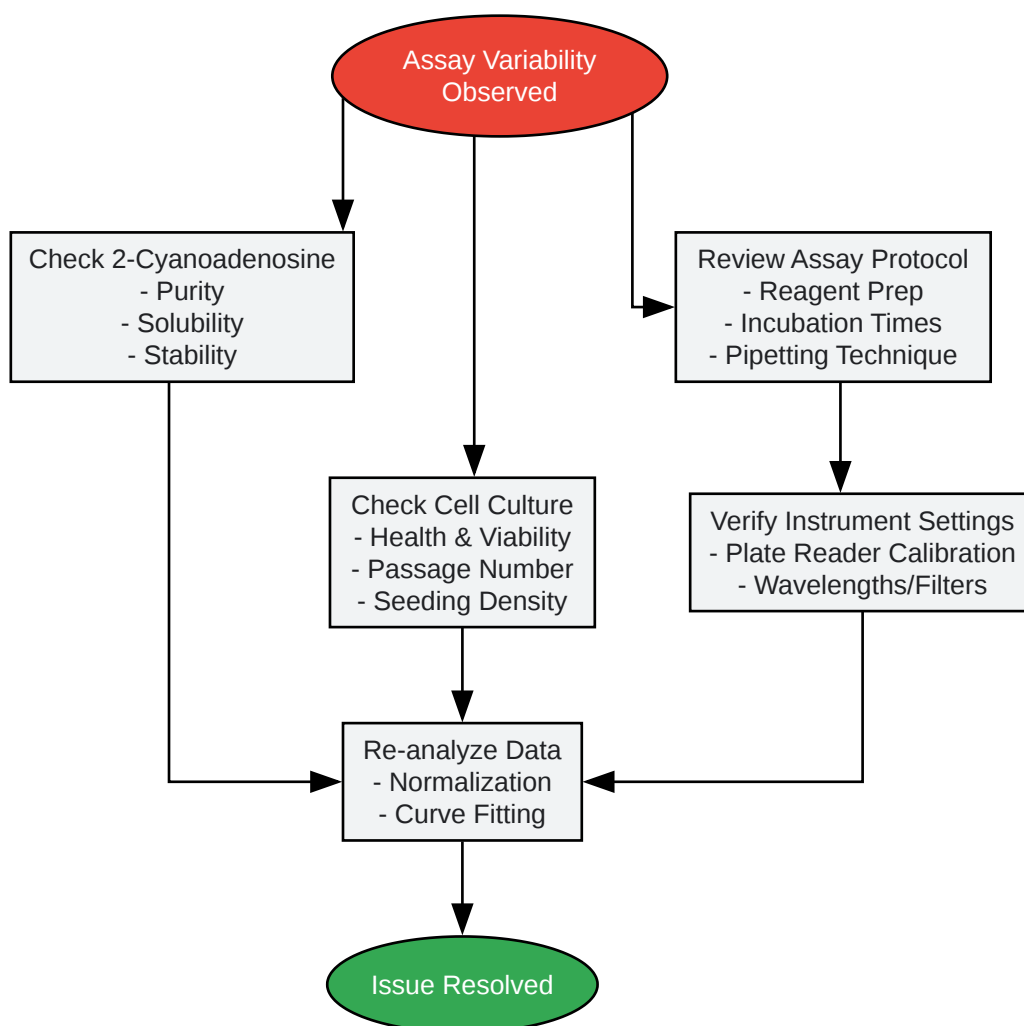 Assay Variability
Observed
Check 2-Cyanoadenosine
- Purity
- Solubility
- Stability
Review Assay Protocol
- Reagent Prep
- Incubation Times
- Pipetting Technique
Check Cell Culture
- Health & Viability
- Passage Number
- Seeding Density
Verify Instrument Settings
- Plate Reader Calibration
- Wavelengths/Filters
Re-analyze Data
- Normalization
- Curve Fitting
Issue Resolved